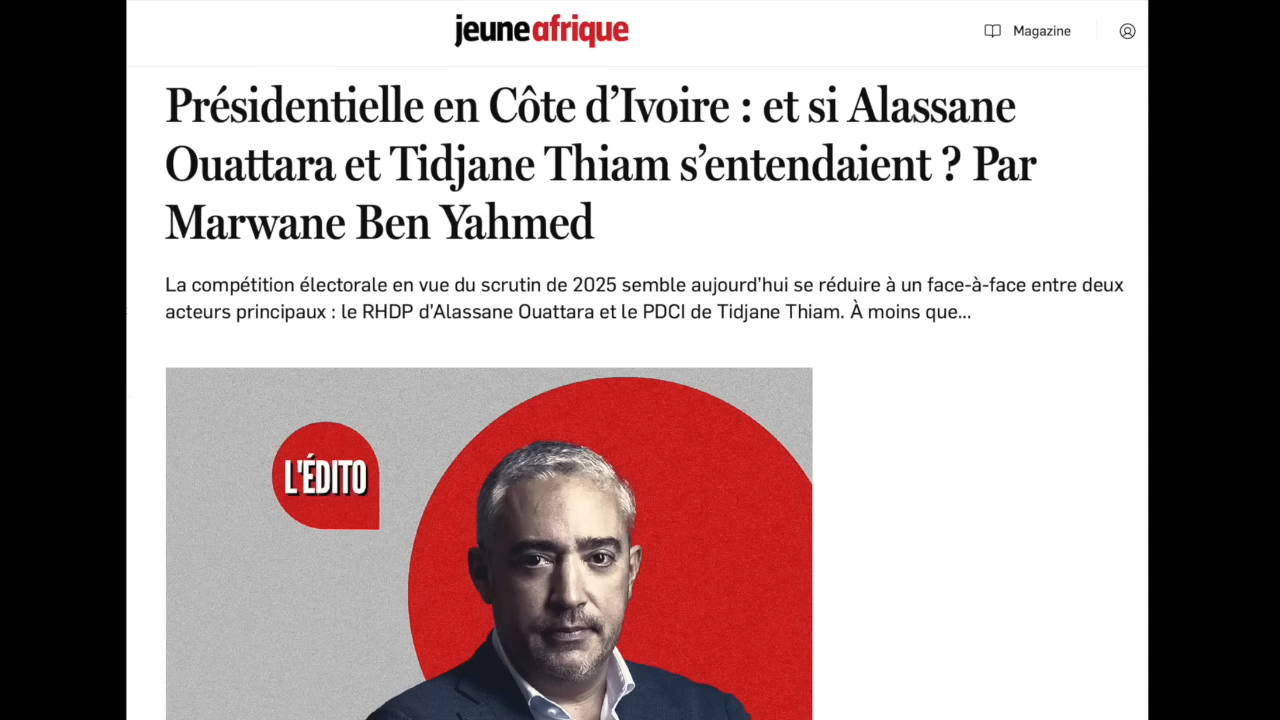 jeuneafrique
Magazine
Présidentielle en Côte d’Ivoire : et si Alassane
Ouattara et Tidjane Thiam s’entendaient ? Par
Marwane Ben Yahmed
La compétition électorale en vue du scrutin de 2025 semble aujourd’hui se réduire à un face-à-face entre deux
acteurs principaux : le RHDP d’Alassane Ouattara et le PDCI de Tidjane Thiam. À moins que…
L'ÉDITO